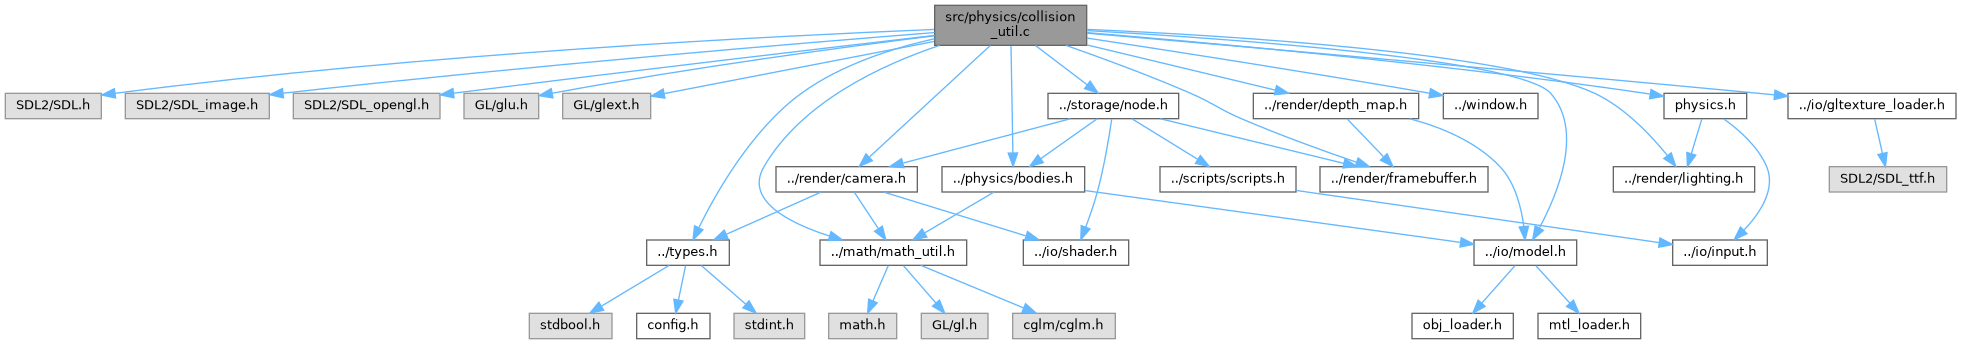 src/physics/collision
_util.c
SDL2/SDL.h
SDL2/SDL_image.h
SDL2/SDL_opengl.h
GL/glu.h
GL/glext.h
../storage/node.h
../render/depth_map.h
../window.h
physics.h
../io/gltexture_loader.h
../render/camera.h
../physics/bodies.h
../scripts/scripts.h
../render/framebuffer.h
../render/lighting.h
SDL2/SDL_ttf.h
../types.h
../math/math_util.h
../io/shader.h
../io/model.h
../io/input.h
stdbool.h
config.h
stdint.h
math.h
GL/gl.h
cglm/cglm.h
obj_loader.h
mtl_loader.h